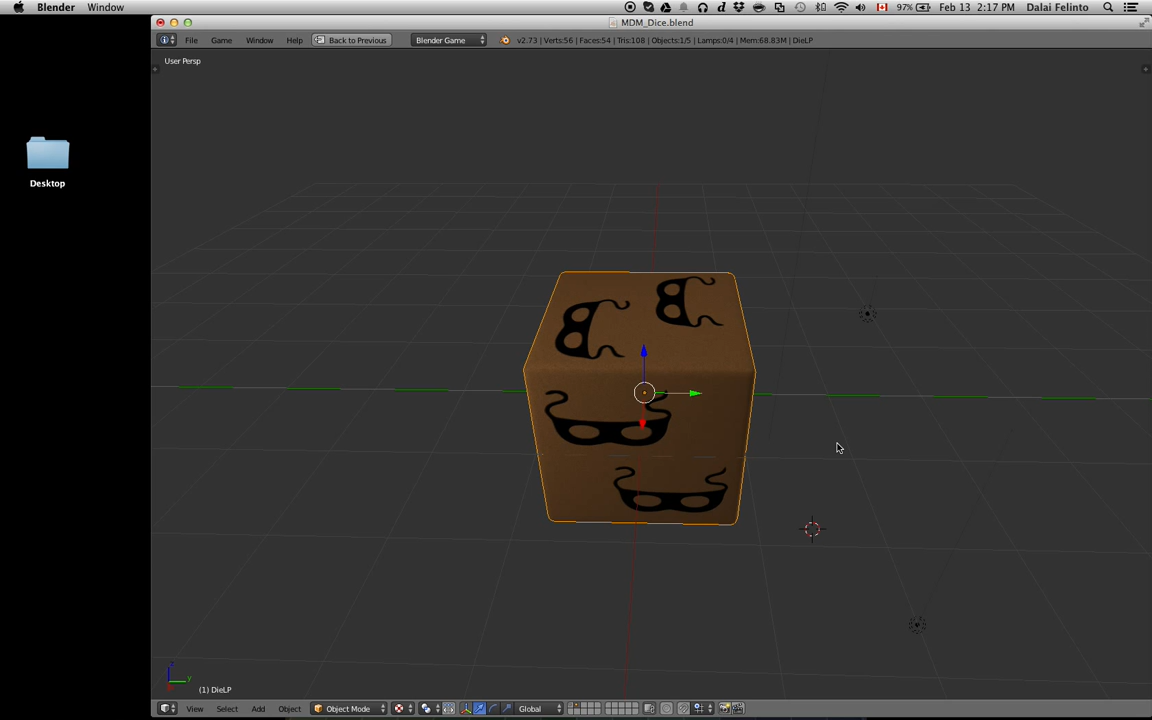 Blender Window 97% Feb 13 2:17 PM Dalai Felinto
MDM_Dice.blend
File Game Window Help Back to Previous Blender Game v2.73 | Verts:56 | Faces:54 | Tris:108 | Objects:1/5 | Lamps:0/4 | Mem:68.83M | DieLP
User Persp
Desktop
z
y
(1) DieLP
View Select Add Object Object Mode Global